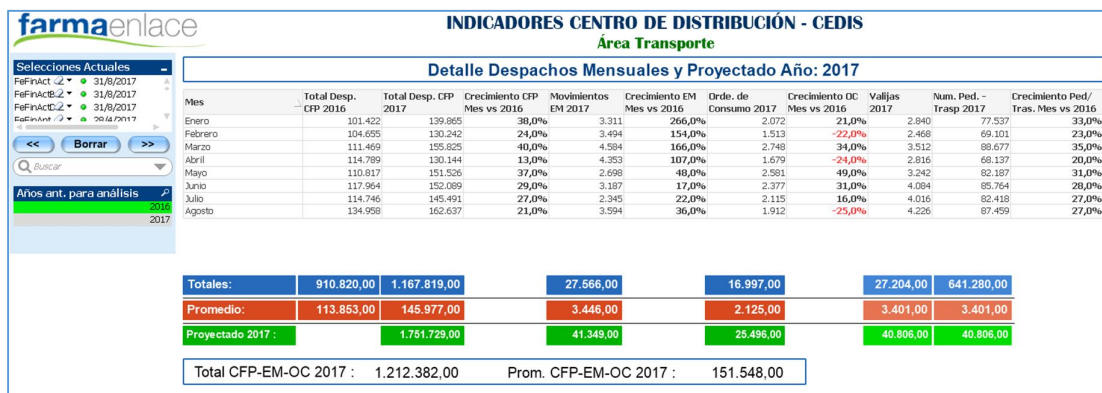 farmaenlace
INDICADORES CENTRO DE DISTRIBUCIÓN - CEDIS
Área Transporte
Selecciones Actuales
FeFinAct 31/8/2017
31/8/2017
31/8/2017
28/4/2017
<< Borrar >>
Buscar
Años ant. para análisis
2016
2017
Detalle Despachos Mensuales y Proyectado Año: 2017
Mes Total Desp. CFP 2016 Total Desp. CFP 2017 Crecimiento CFP Mes vs 2016 Movimientos EM 2017 Crecimiento EM Mes vs 2016 Orde. de Consumo 2017 Crecimiento OC Mes vs 2016 Valijas 2017 Num. Ped. - Trasp 2017 Crecimiento Ped/ Tras. Mes vs 2016
Enero 101.422 139.865 38,0% 3.311 266,0% 2.072 21,0% 2.840 77.537 33,0%
Febrero 104.655 130.242 24,0% 3.494 154,0% 1.513 -22,0% 2.468 69.101 23,0%
Marzo 111.469 155.825 40,0% 4.584 166,0% 2.748 34,0% 3.512 88.677 35,0%
Abril 114.789 130.144 13,0% 4.353 107,0% 1.679 -24,0% 2.816 68.137 20,0%
Mayo 110.817 151.526 37,0% 2.698 48,0% 2.581 49,0% 3.242 82.187 31,0%
Junio 117.964 152.089 29,0% 3.187 17,0% 2.377 31,0% 4.084 85.764 28,0%
Julio 114.746 145.491 27,0% 2.345 22,0% 2.115 16,0% 4.016 82.418 27,0%
Agosto 134.958 162.637 21,0% 3.594 36,0% 1.912 -25,0% 4.226 87.459 27,0%
Totales: 910.820,00 1.167.819,00 27.566,00 16.997,00 27.204,00 641.280,00
Promedio: 113.853,00 145.977,00 3.446,00 2.125,00 3.401,00 3.401,00
Proyectado 2017 : 1.751.729,00 41.349,00 25.496,00 40.806,00 40.806,00
Total CFP-EM-OC 2017 : 1.212.382,00 Prom. CFP-EM-OC 2017 : 151.548,00